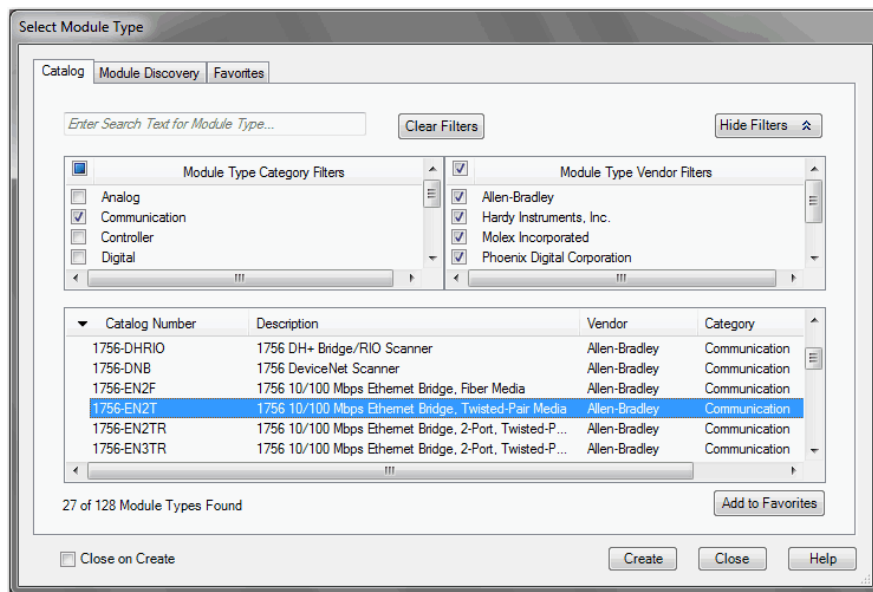 Select Module Type
Catalog Module Discovery Favorites
Enter Search Text for Module Type...
Clear Filters
Hide Filters
Module Type Category Filters
Module Type Vendor Filters
Analog
Allen-Bradley
Communication
Hardy Instruments, Inc.
Controller
Molex Incorporated
Digital
Phoenix Digital Corporation
Catalog Number Description Vendor Category
1756-DHRIO 1756 DH+ Bridge/RIO Scanner Allen-Bradley Communication
1756-DNB 1756 DeviceNet Scanner Allen-Bradley Communication
1756-EN2F 1756 10/100 Mbps Ethernet Bridge, Fiber Media Allen-Bradley Communication
1756-EN2T 1756 10/100 Mbps Ethernet Bridge, Twisted-Pair Media Allen-Bradley Communication
1756-EN2TR 1756 10/100 Mbps Ethernet Bridge, 2-Port, Twisted-P... Allen-Bradley Communication
1756-EN3TR 1756 10/100 Mbps Ethernet Bridge, 2-Port, Twisted-P... Allen-Bradley Communication
27 of 128 Module Types Found
Add to Favorites
Close on Create
Create
Close
Help